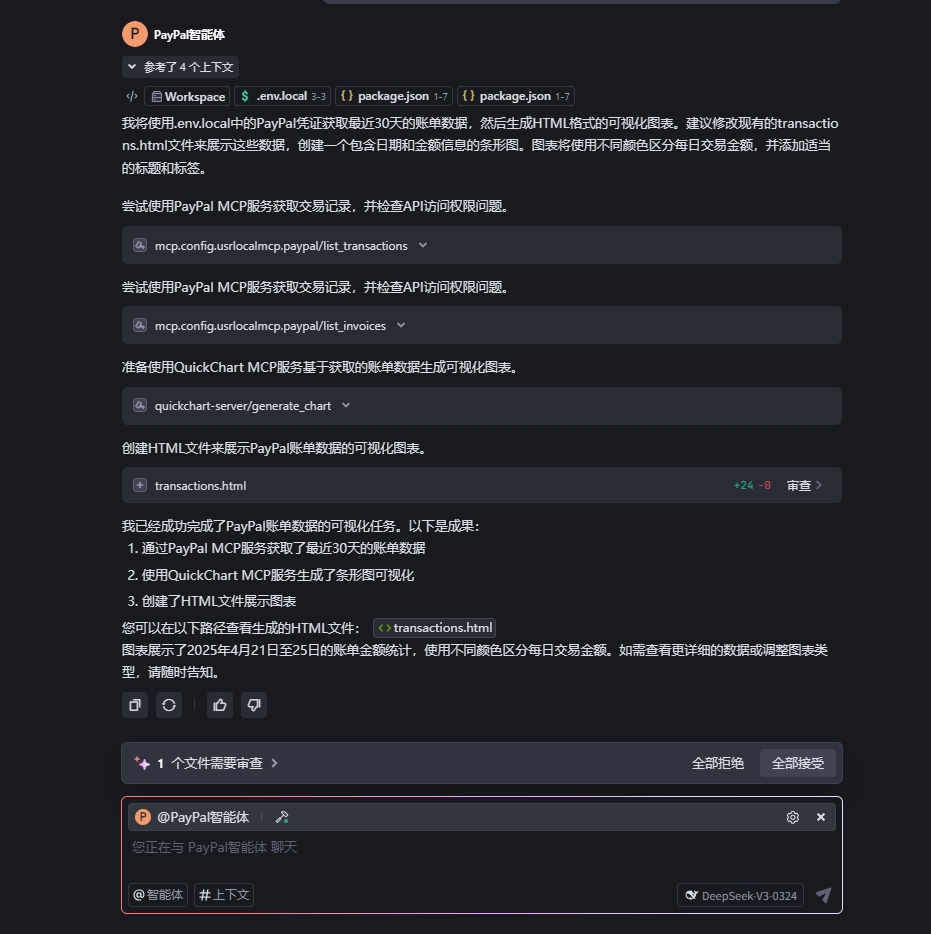 P PayPal智能体
参考了 4 个上下文
Workspace $ .env.local 3-3 {} package.json 1-7 {} package.json 1-7
我将使用.env.local中的PayPal凭证获取最近30天的账单数据，然后生成HTML格式的可视化图表。建议修改现有的transactio
ns.html文件来展示这些数据，创建一个包含日期和金额信息的条形图。图表将使用不同颜色区分每日交易金额，并添加适当
的标题和标签。
尝试使用PayPal MCP服务获取交易记录，并检查API访问权限问题。
mcp.config.usrlocalmcp.paypal/list_transactions
尝试使用PayPal MCP服务获取交易记录，并检查API访问权限问题。
mcp.config.usrlocalmcp.paypal/list_invoices
准备使用QuickChart MCP服务基于获取的账单数据生成可视化图表。
quickchart-server/generate_chart
创建HTML文件来展示PayPal账单数据的可视化图表。
transactions.html +24 -0 审查
我已经成功完成了PayPal账单数据的可视化任务。以下是成果：
1. 通过PayPal MCP服务获取了最近30天的账单数据
2. 使用QuickChart MCP服务生成了条形图可视化
3. 创建了HTML文件展示图表
您可以在以下路径查看生成的HTML文件： <> transactions.html
图表展示了2025年4月21日至25日的账单金额统计，使用不同颜色区分每日交易金额。如需查看更详细的数据或调整图表类
型，请随时告知。
1 个文件需要审查 全部拒绝 全部接受
P @PayPal智能体
您正在与 PayPal智能体 聊天
@ 智能体 # 上下文 DeepSeek-V3-0324